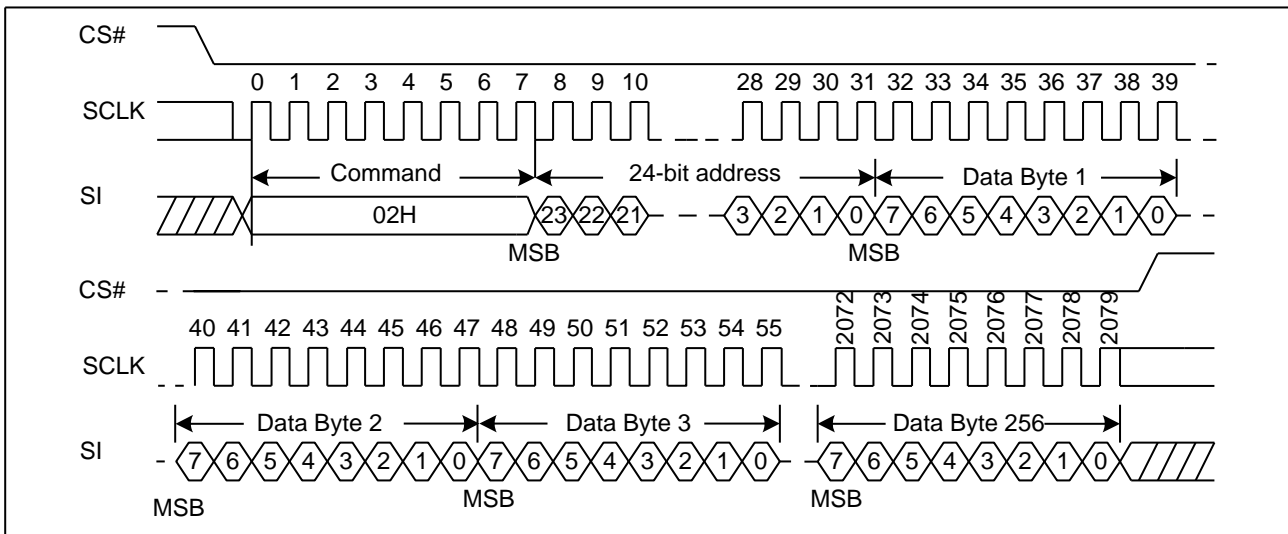 CS#
0 1 2 3 4 5 6 7 8 9 10 28 29 30 31 32 33 34 35 36 37 38 39
SCLK
Command 24-bit address Data Byte 1
SI
02H 23 22 21 3 2 1 0 7 6 5 4 3 2 1 0
MSB MSB
CS#
40 41 42 43 44 45 46 47 48 49 50 51 52 53 54 55 2072 2073 2074 2075 2076 2077 2078 2079
SCLK
Data Byte 2 Data Byte 3 Data Byte 256
SI
7 6 5 4 3 2 1 0 7 6 5 4 3 2 1 0 7 6 5 4 3 2 1 0
MSB MSB MSB